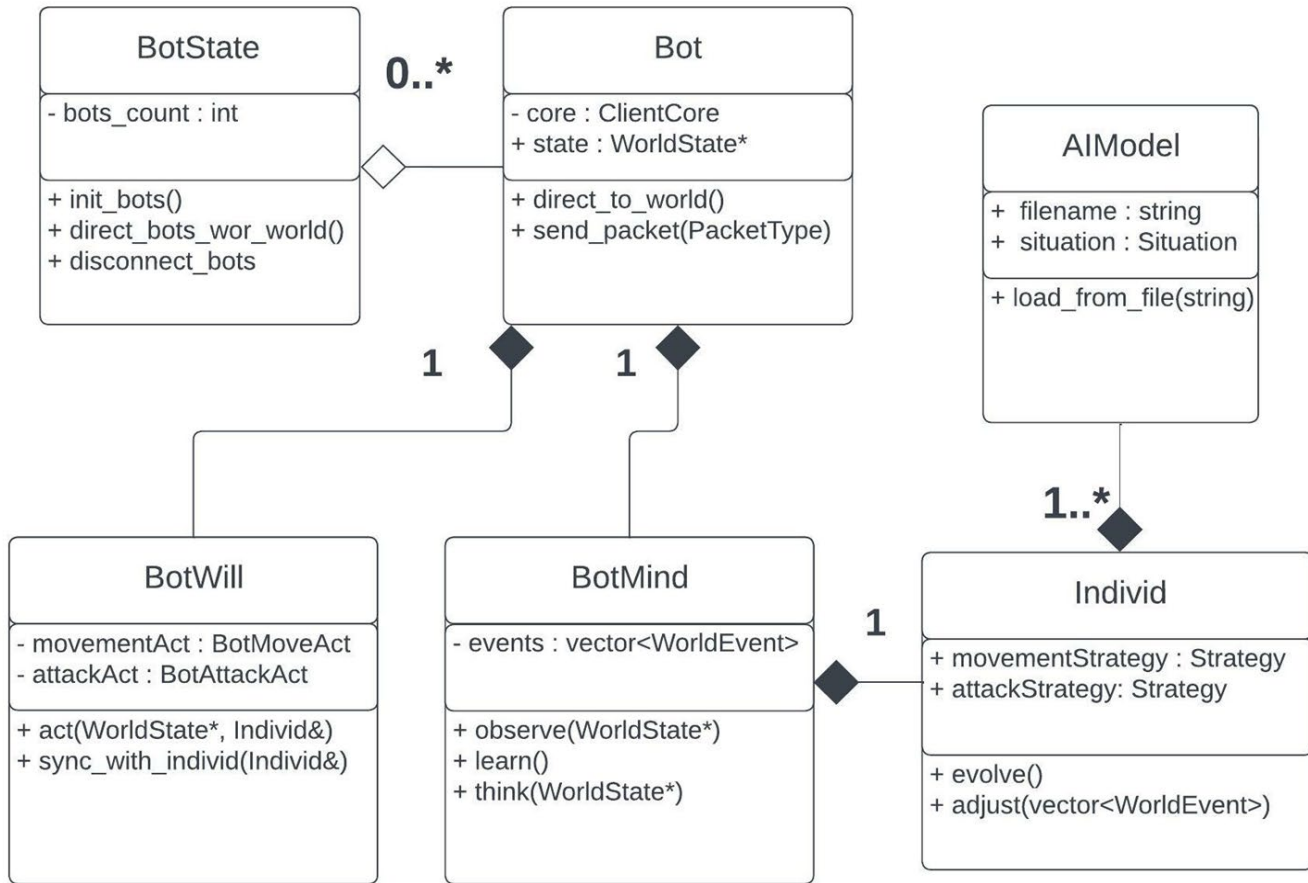 BotState
- bots_count : int
+ init_bots()
+ direct_bots_wor_world()
+ disconnect_bots
0..*
Bot
- core : ClientCore
+ state : WorldState*
+ direct_to_world()
+ send_packet(PacketType)
AIModel
+ filename : string
+ situation : Situation
+ load_from_file(string)
1
1
1..*
BotWill
- movementAct : BotMoveAct
- attackAct : BotAttackAct
+ act(WorldState*, Individ&)
+ sync_with_individ(Individ&)
BotMind
- events : vector<WorldEvent>
+ observe(WorldState*)
+ learn()
+ think(WorldState*)
1
Individ
+ movementStrategy : Strategy
+ attackStrategy: Strategy
+ evolve()
+ adjust(vector<WorldEvent>)